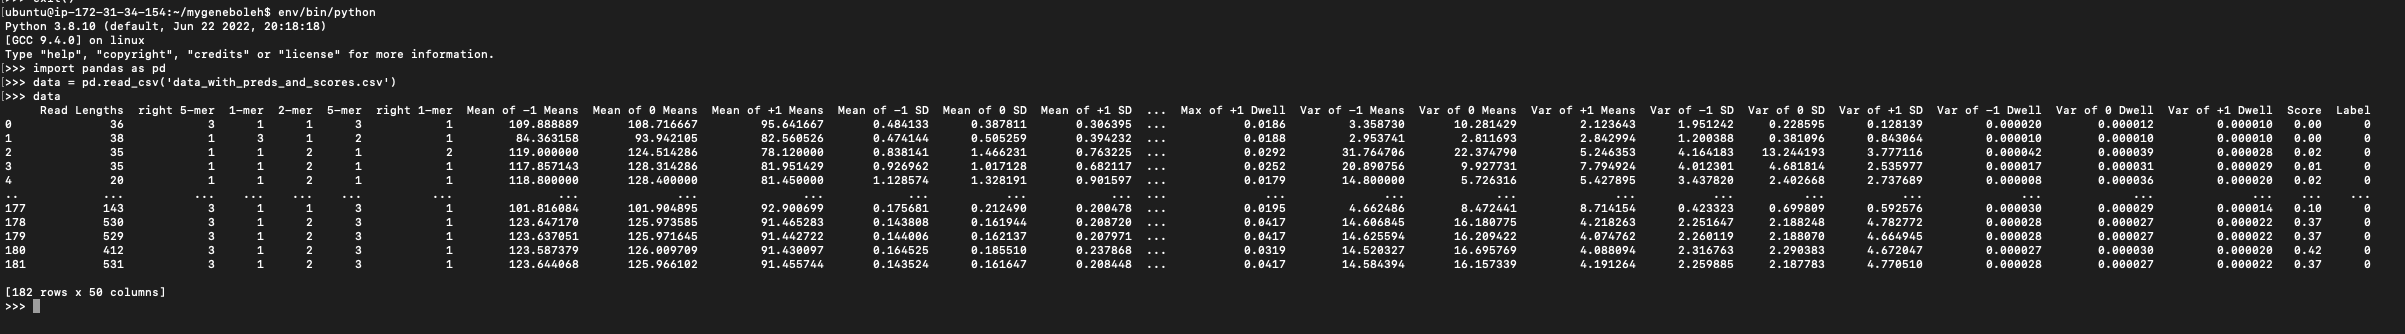 >>> exit()
[ubuntu@ip-172-31-34-154:~/mygeneboleh$ env/bin/python
Python 3.8.10 (default, Jun 22 2022, 20:18:18)
[GCC 9.4.0] on linux
Type "help", "copyright", "credits" or "license" for more information.
[>>> import pandas as pd
[>>> data = pd.read_csv('data_with_preds_and_scores.csv')
[>>> data
Read Lengths right 5-mer 1-mer 2-mer 5-mer right 1-mer Mean of -1 Means Mean of 0 Means Mean of +1 Means Mean of -1 SD Mean of 0 SD Mean of +1 SD ... Max of +1 Dwell Var of -1 Means Var of 0 Means Var of +1 Means Var of -1 SD Var of 0 SD Var of +1 SD Var of -1 Dwell Var of 0 Dwell Var of +1 Dwell Score Label
0 36 3 1 1 3 1 109.888889 108.716667 95.641667 0.484133 0.387811 0.306395 ... 0.0186 3.358730 10.281429 2.123643 1.951242 0.228595 0.128139 0.000020 0.000012 0.000010 0.00 0
1 38 1 3 1 2 1 84.363158 93.942105 82.560526 0.474144 0.505259 0.394232 ... 0.0188 2.953741 2.811693 2.842994 1.200388 0.381096 0.843064 0.000010 0.000010 0.000010 0.00 0
2 35 1 1 2 1 2 119.000000 124.514286 78.120000 0.838141 1.466231 0.763225 ... 0.0292 31.764706 22.374790 5.246353 4.164183 13.244193 3.777116 0.000042 0.000039 0.000028 0.02 0
3 35 1 1 2 1 1 117.857143 128.314286 81.951429 0.926962 1.017128 0.682117 ... 0.0252 20.890756 9.927731 7.794924 4.012301 4.681814 2.535977 0.000017 0.000031 0.000029 0.01 0
4 20 1 1 2 1 1 118.800000 128.400000 81.450000 1.128574 1.328191 0.901597 ... 0.0179 14.800000 5.726316 5.427895 3.437820 2.402668 2.737689 0.000008 0.000036 0.000020 0.02 0
.. ... ... ... ... ... ... ... ... ... ... ... ... ... ... ... ... ... ... ... ... ... ... ... ... ...
177 143 3 1 1 3 1 101.816084 101.904895 92.900699 0.175681 0.212490 0.200478 ... 0.0195 4.662486 8.472441 8.714154 0.423323 0.699809 0.592576 0.000030 0.000029 0.000014 0.10 0
178 530 3 1 2 3 1 123.647170 125.973585 91.465283 0.143808 0.161944 0.208720 ... 0.0417 14.606845 16.180775 4.218263 2.251647 2.188248 4.782772 0.000028 0.000027 0.000022 0.37 0
179 529 3 1 2 3 1 123.637051 125.971645 91.442722 0.144006 0.162137 0.207971 ... 0.0417 14.625594 16.209422 4.074762 2.260119 2.188070 4.664945 0.000028 0.000027 0.000022 0.37 0
180 412 3 1 2 3 1 123.587379 126.009709 91.430097 0.164525 0.185510 0.237868 ... 0.0319 14.520327 16.695769 4.088094 2.316763 2.290383 4.672047 0.000027 0.000030 0.000020 0.42 0
181 531 3 1 2 3 1 123.644068 125.966102 91.455744 0.143524 0.161647 0.208448 ... 0.0417 14.584394 16.157339 4.191264 2.259885 2.187783 4.770510 0.000028 0.000027 0.000022 0.37 0
[182 rows x 50 columns]
>>>